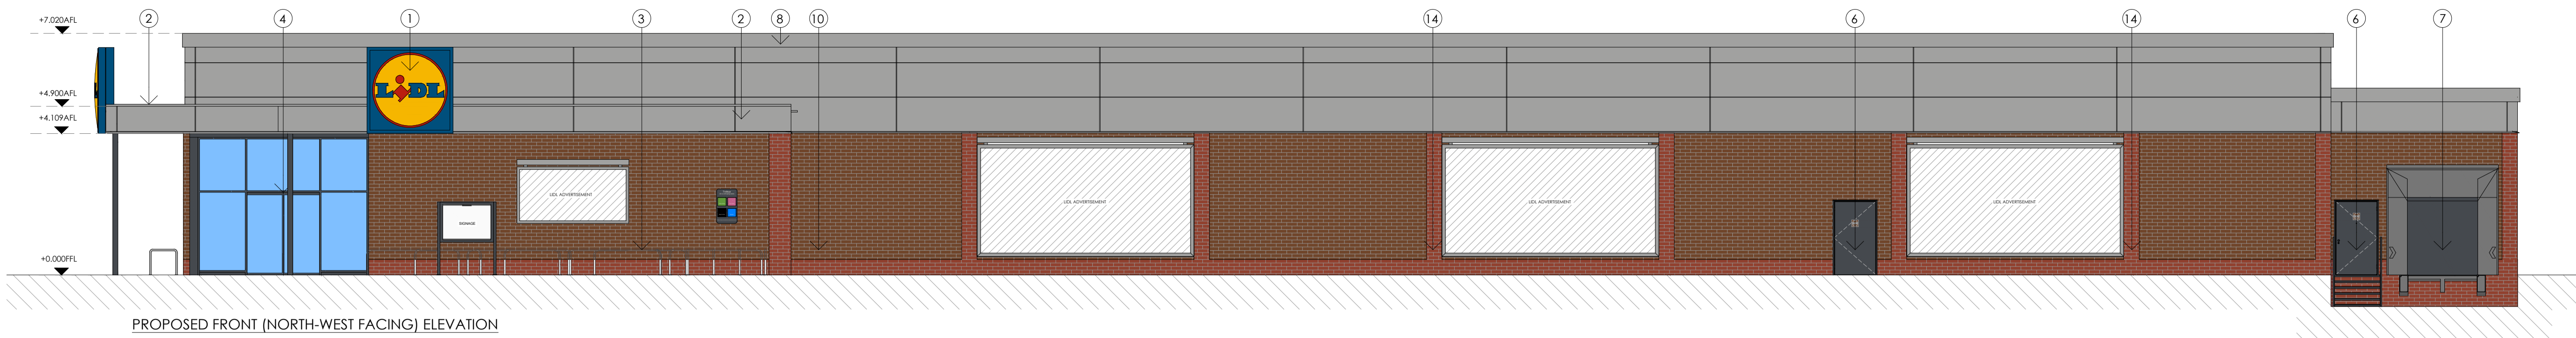 +7.020AFL
2
4
1
3
2
8
10
14
6
14
6
7
LIDL
+4.900AFL
+4.109AFL
LIDL ADVERTISEMENT
LIDL ADVERTISEMENT
LIDL ADVERTISEMENT
LIDL ADVERTISEMENT
SIGNAGE
+0.000FFL
PROPOSED FRONT (NORTH-WEST FACING) ELEVATION